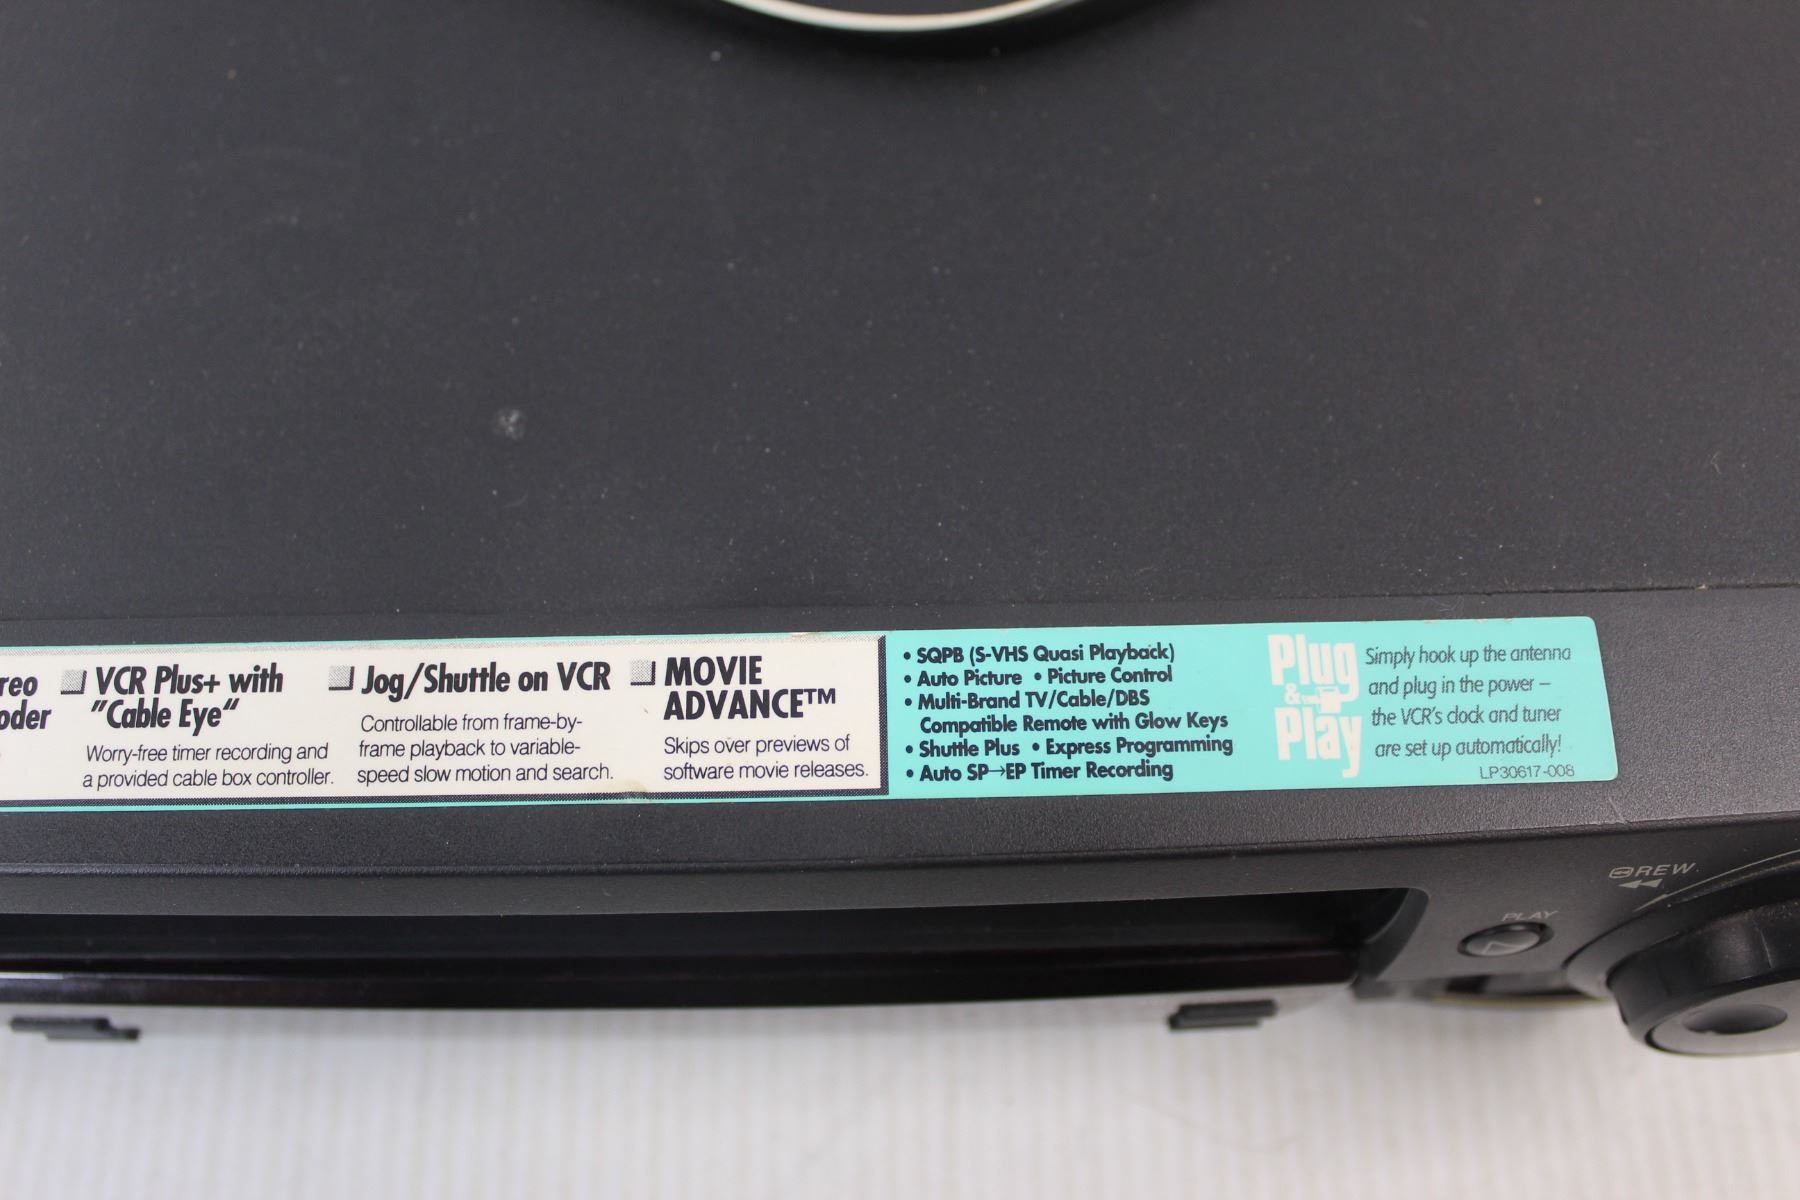 reo
oder
VCR Plus+ with
"Cable Eye"
Worry-free timer recording and
a provided cable box controller.
Jog/Shuttle on VCR
Controllable from frame-by-
frame playback to variable-
speed slow motion and search.
MOVIE
ADVANCE™
Skips over previews of
software movie releases.
• SQPB (S-VHS Quasi Playback)
• Auto Picture • Picture Control
• Multi-Brand TV/Cable/DBS
Compatible Remote with Glow Keys
• Shuttle Plus • Express Programming
• Auto SP→EP Timer Recording
Plug
&
Play
Simply hook up the antenna
and plug in the power –
the VCR's clock and tuner
are set up automatically!
LP30617-008
REW
PLAY